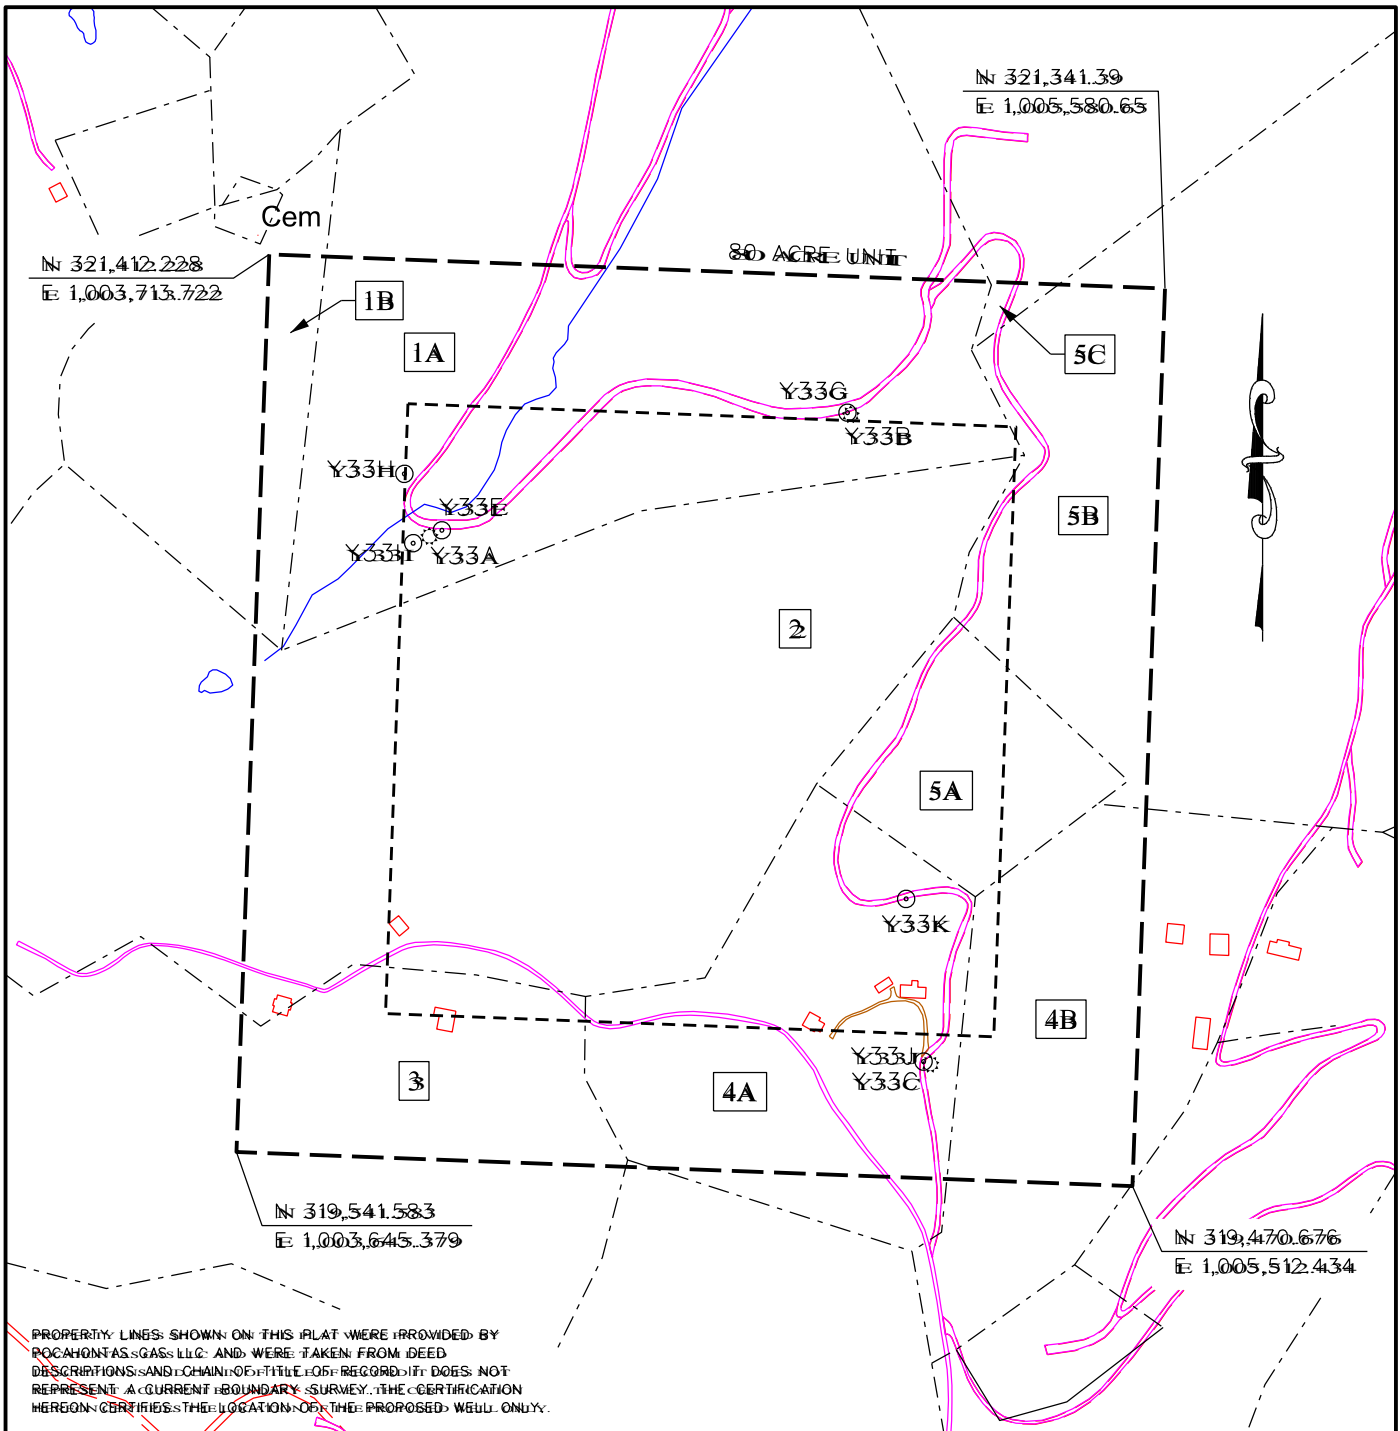 N 321,341.39
E 1,005,580.65
Cem
N 321,412.228
E 1,003,713.722
80 ACRE UNIT
1B
1A
5C
Y33G
Y33B
Y33H
Y33E
Y33I
Y33A
5B
2
5A
Y33K
4B
Y33J
Y33C
3
4A
N 319,541.583
E 1,003,645.379
N 319,470.676
E 1,005,512.434
PROPERTY LINES SHOWN ON THIS PLAT WERE PROVIDED BY
POCAHONTAS GAS LLC AND WERE TAKEN FROM DEED
DESCRIPTIONS AND CHAIN OF TITLE OF RECORD IT DOES NOT
REPRESENT A CURRENT BOUNDARY SURVEY. THE CERTIFICATION
HEREON CERTIFIES THE LOCATION OF THE PROPOSED WELL ONLY.